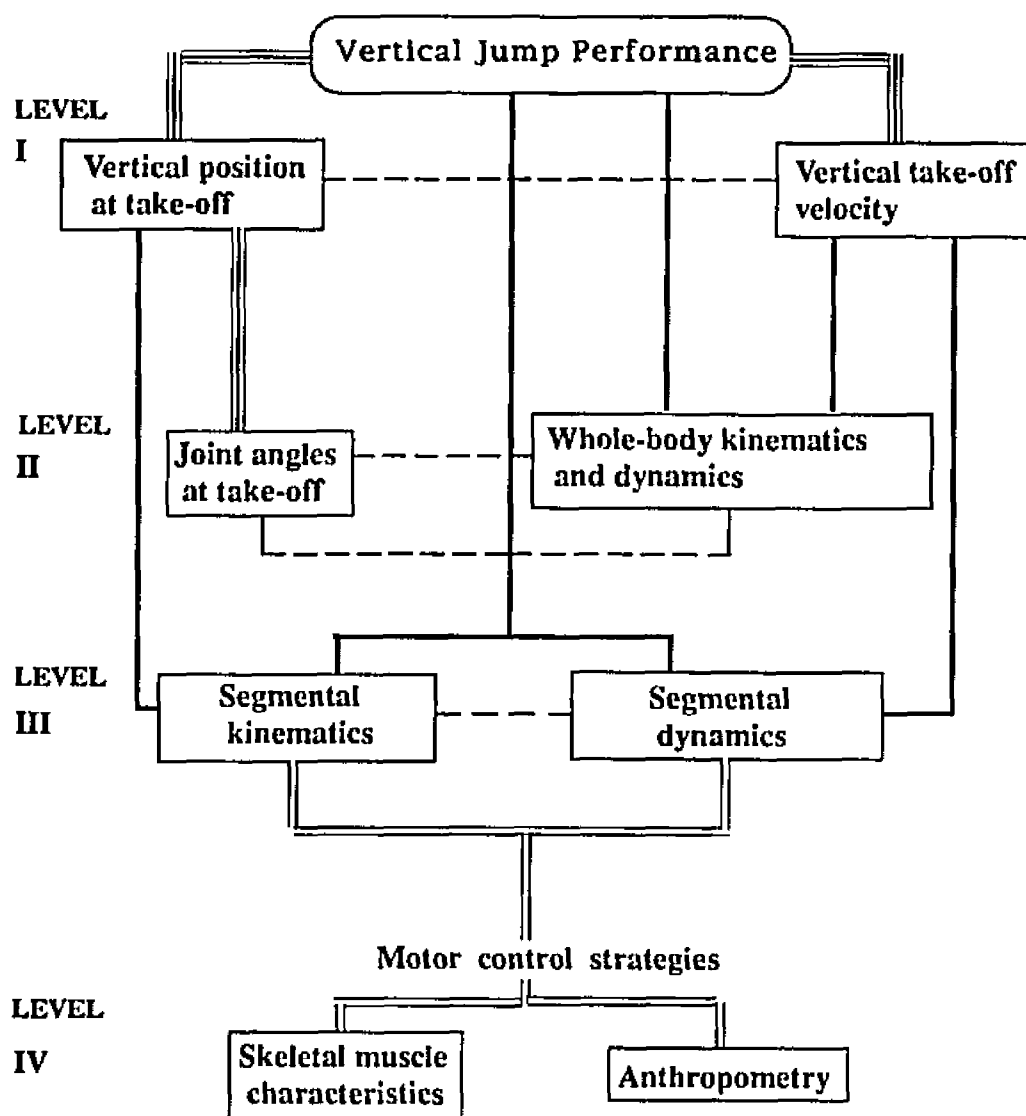 Vertical Jump Performance
LEVEL
I
Vertical position
at take-off
Vertical take-off
velocity
LEVEL
II
Joint angles
at take-off
Whole-body kinematics
and dynamics
LEVEL
III
Segmental
kinematics
Segmental
dynamics
Motor control strategies
LEVEL
IV
Skeletal muscle
characteristics
Anthropometry